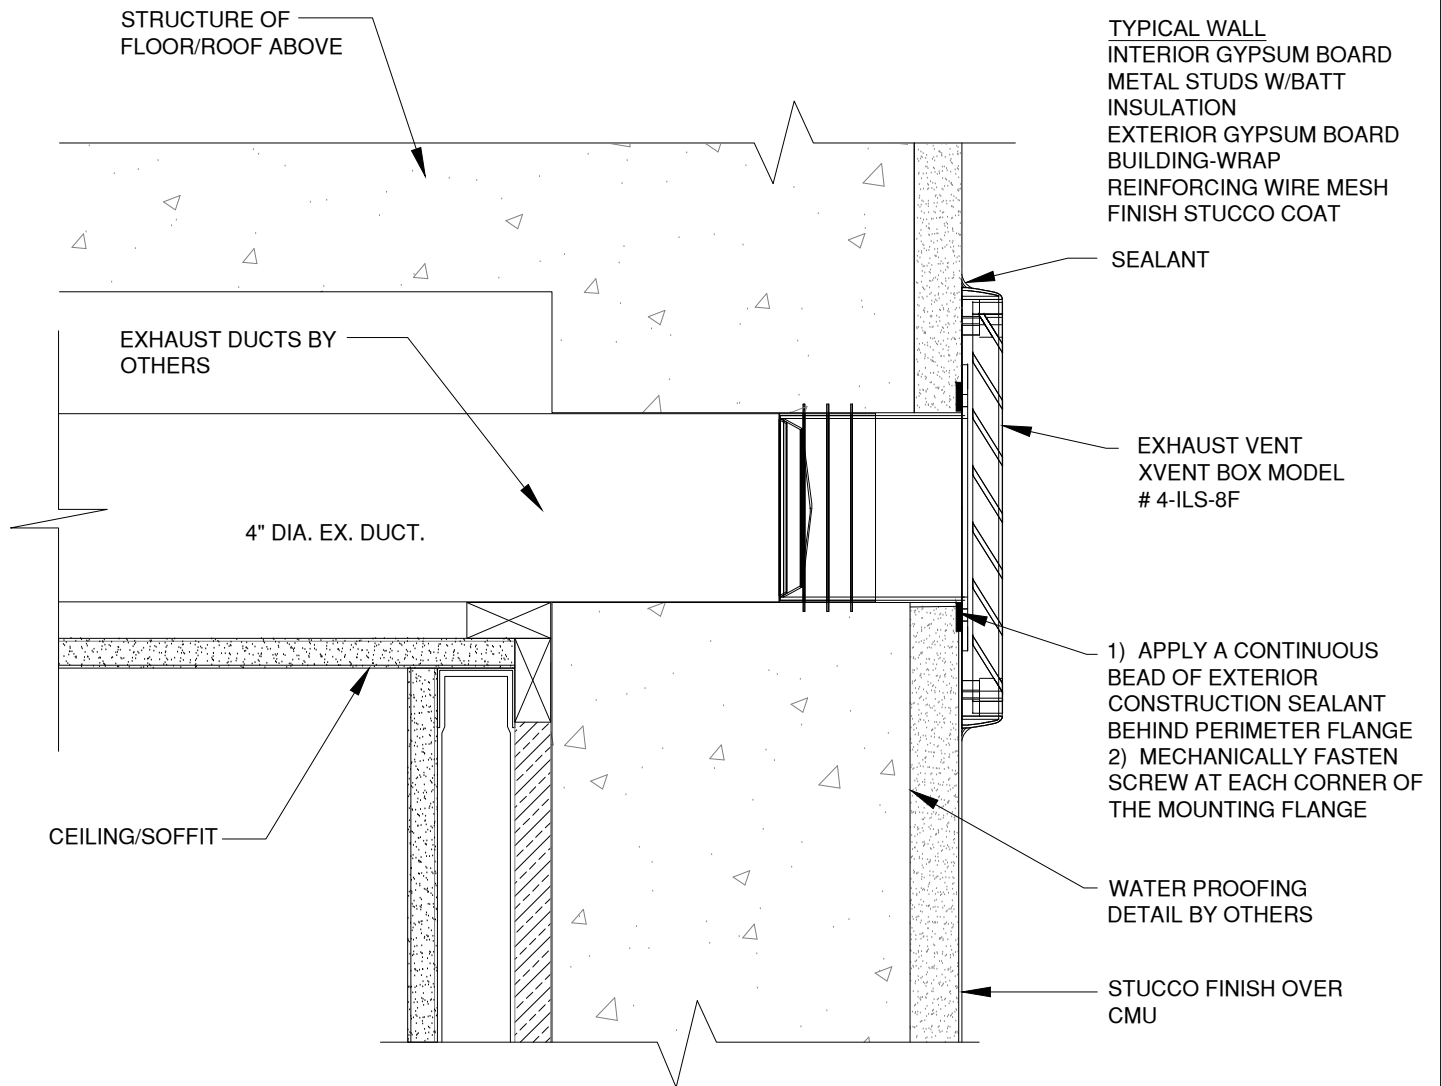 STRUCTURE OF
FLOOR/ROOF ABOVE
TYPICAL WALL
INTERIOR GYPSUM BOARD
METAL STUDS W/BATT
INSULATION
EXTERIOR GYPSUM BOARD
BUILDING-WRAP
REINFORCING WIRE MESH
FINISH STUCCO COAT
SEALANT
EXHAUST DUCTS BY
OTHERS
EXHAUST VENT
XVENT BOX MODEL
# 4-ILS-8F
4" DIA. EX. DUCT.
1) APPLY A CONTINUOUS
BEAD OF EXTERIOR
CONSTRUCTION SEALANT
BEHIND PERIMETER FLANGE
2) MECHANICALLY FASTEN
SCREW AT EACH CORNER OF
THE MOUNTING FLANGE
CEILING/SOFFIT
WATER PROOFING
DETAIL BY OTHERS
STUCCO FINISH OVER
CMU